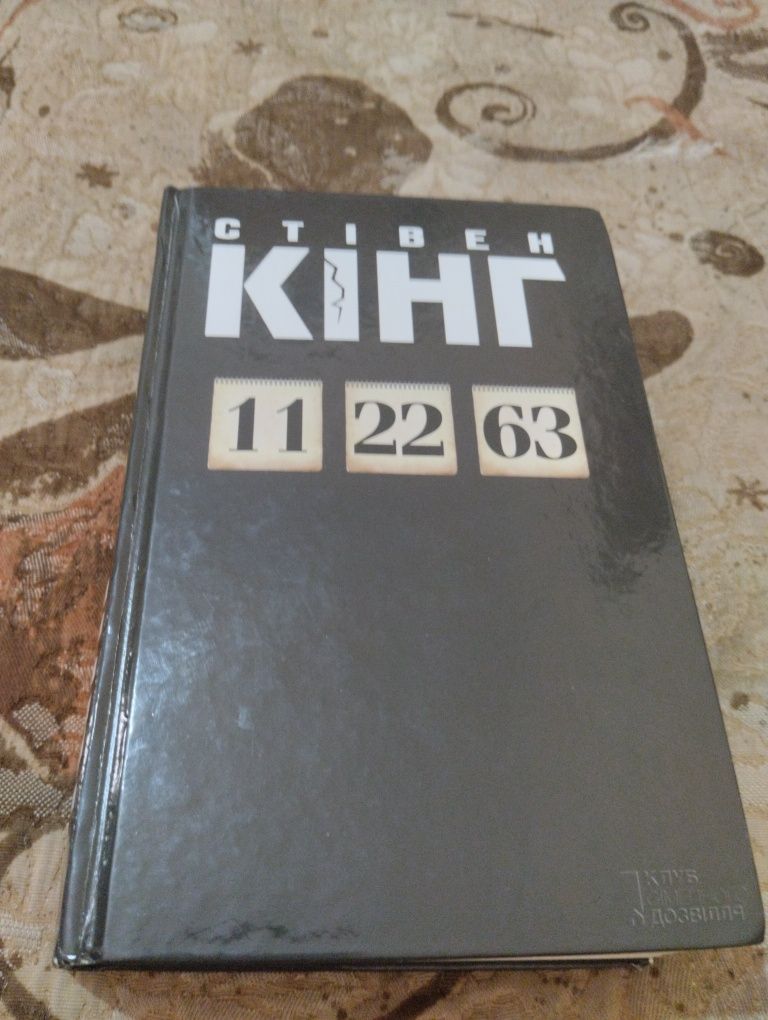 СТІВЕН
КІНГ
11 22 63
КЛУБ
СІМЕЙНОГО
ДОЗВІЛЛЯ